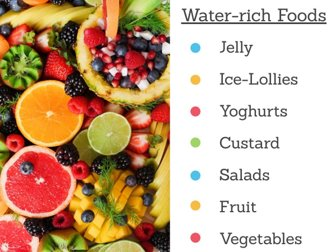 Water-rich Foods
Jelly
Ice-Lollies
Yoghurts
Custard
Salads
Fruit
Vegetables